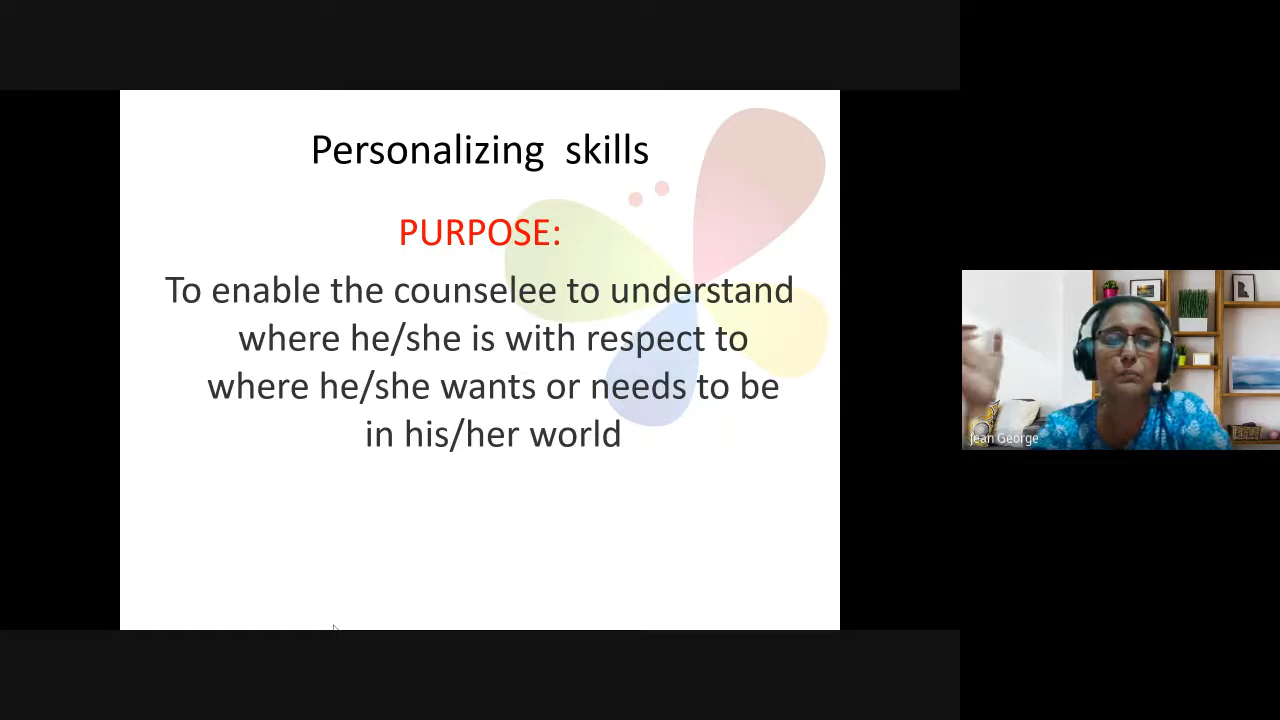 Personalizing skills
PURPOSE:
To enable the counselee to understand
where he/she is with respect to
where he/she wants or needs to be
in his/her world
Jean George